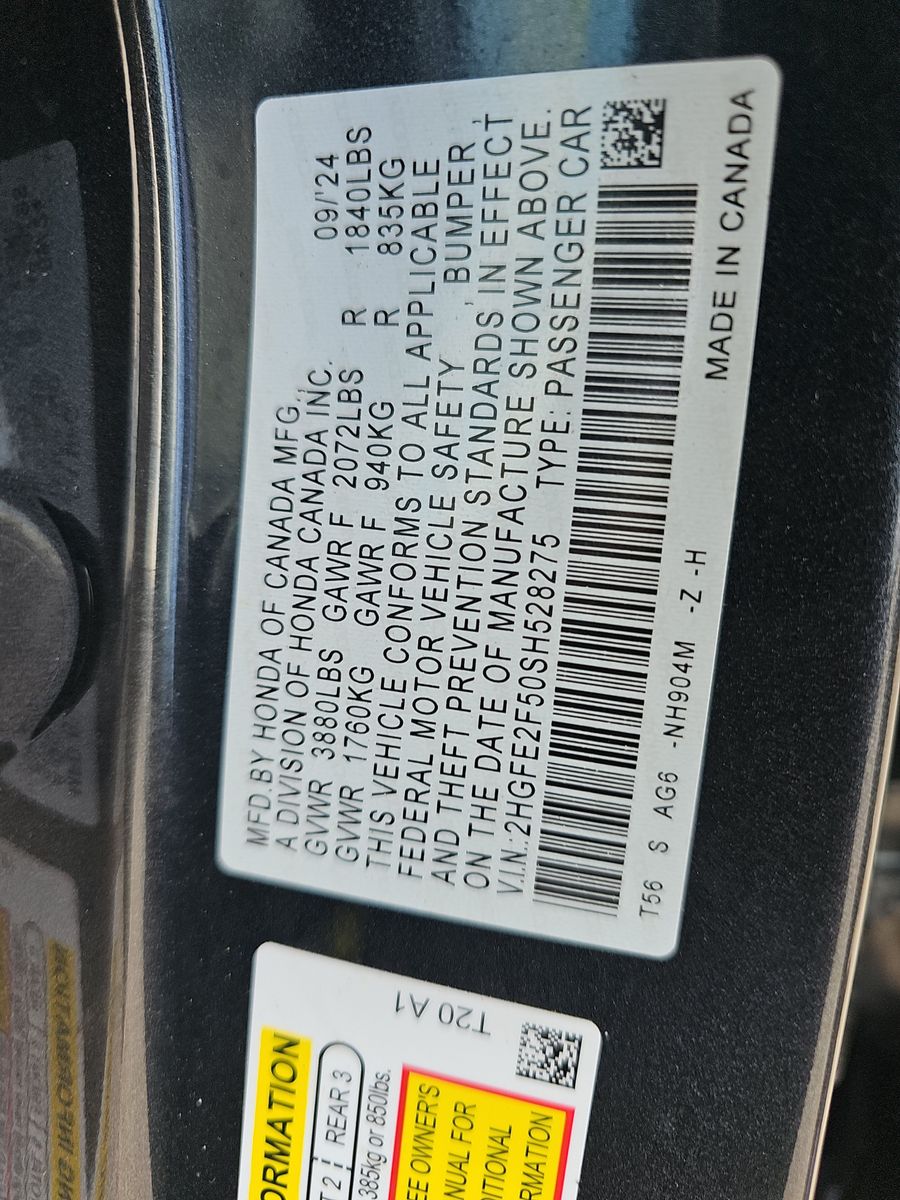 MFD.BY HONDA OF CANADA MFG.,
A DIVISION OF HONDA CANADA INC. 09/'24
GVWR 3880LBS GAWR F 2072LBS R 1840LBS
GVWR 1760KG GAWR F 940KG R 835KG
THIS VEHICLE CONFORMS TO ALL APPLICABLE
FEDERAL MOTOR VEHICLE SAFETY, BUMPER,
AND THEFT PREVENTION STANDARDS IN EFFECT
ON THE DATE OF MANUFACTURE SHOWN ABOVE.
V.I.N.:2HGFE2F50SH528275 TYPE: PASSENGER CAR
T56 S AG6 -NH904M -Z -H MADE IN CANADA
T20 A1
ORMATION
T 2 REAR 3
385kg or 850lbs.
EE OWNER'S
NUAL FOR
DITIONAL
RMATION